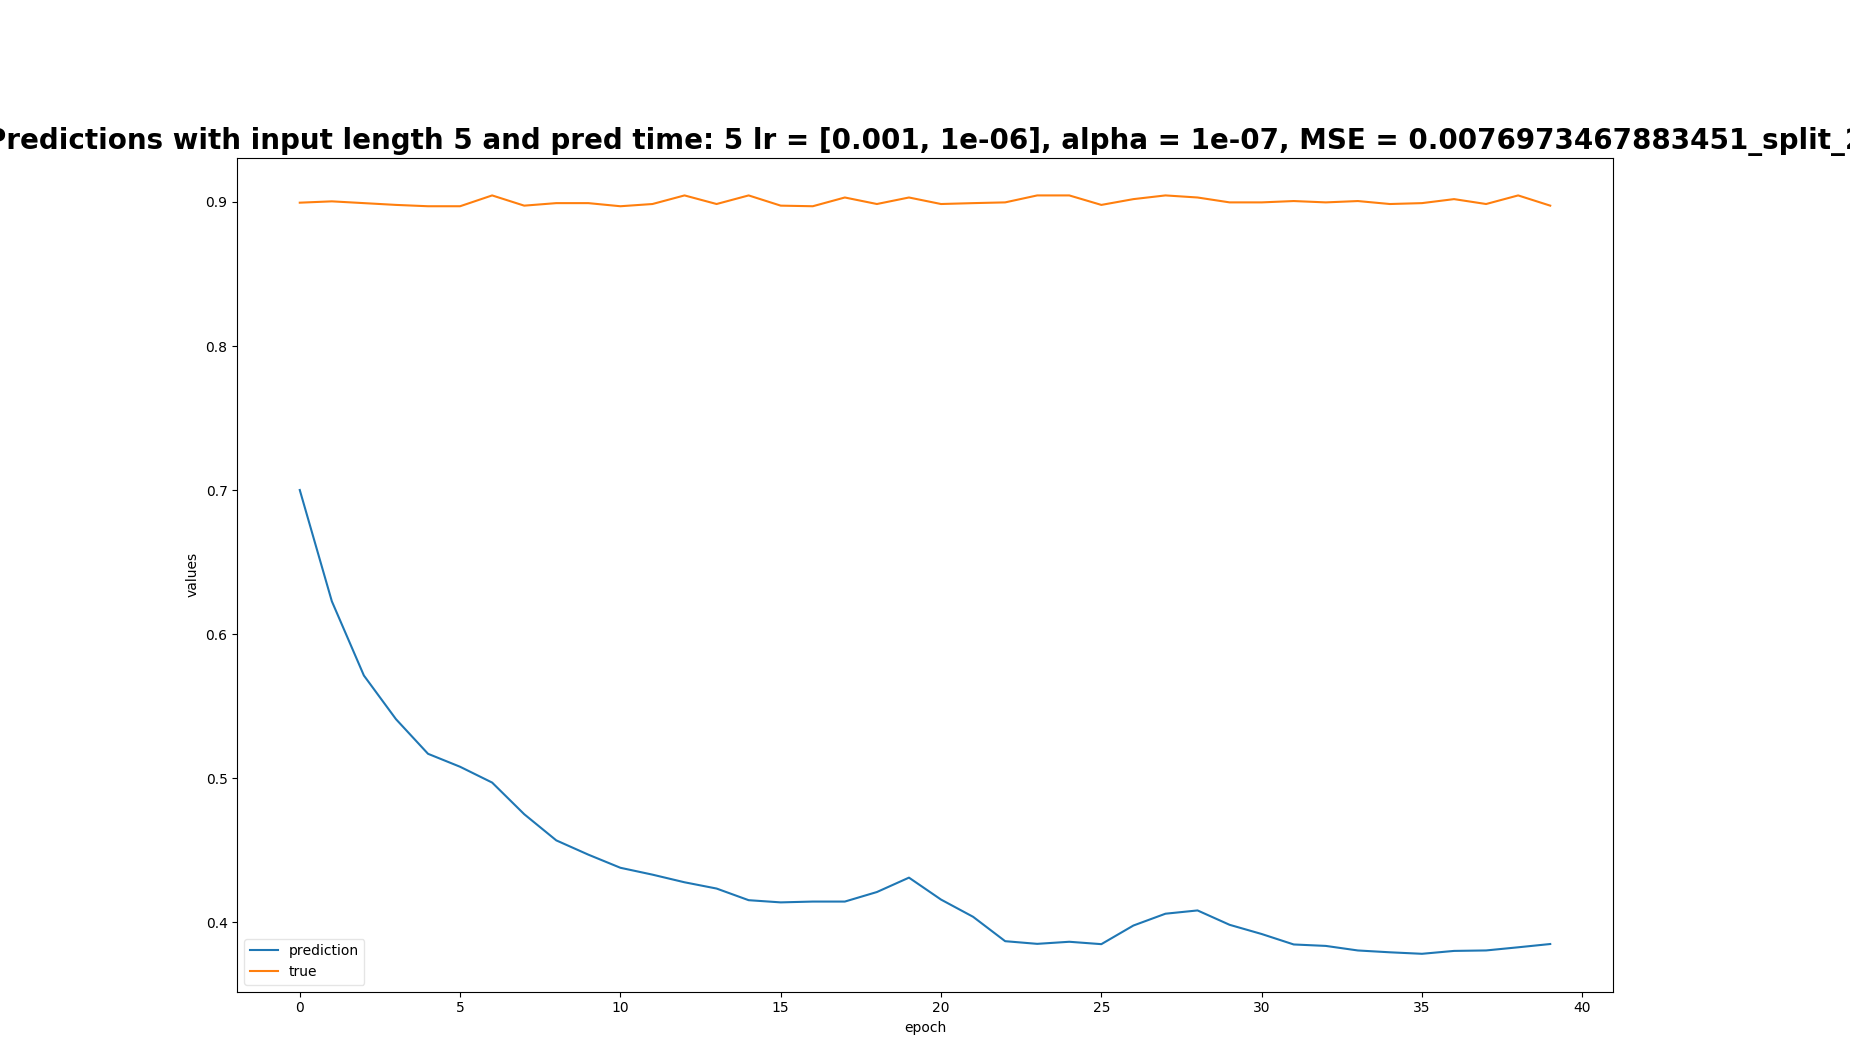 Predictions with input length 5 and pred time: 5 lr = [0.001, 1e-06], alpha = 1e-07, MSE = 0.0076973467883451_split_2
0.9
0.8
0.7
0.6
0.5
0.4
values
prediction
true
0 5 10 15 20 25 30 35 40
epoch